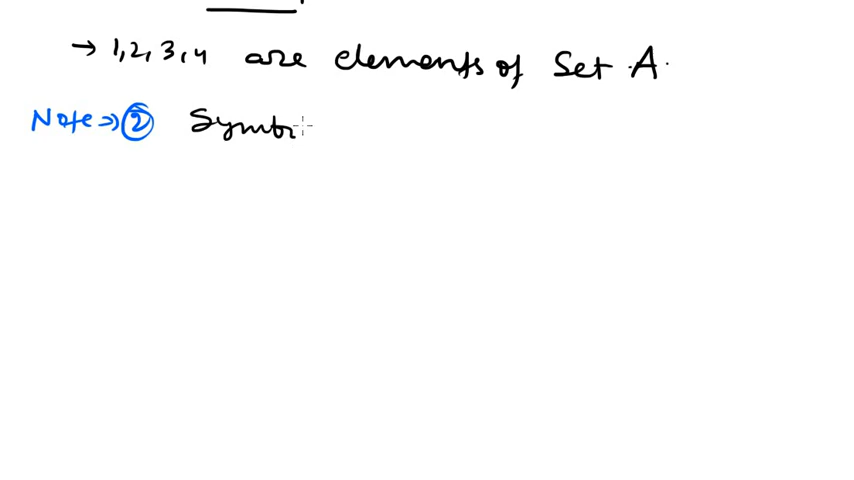 → 1, 2, 3, 4 are elements of Set A.
Note ⇒ ② Symb